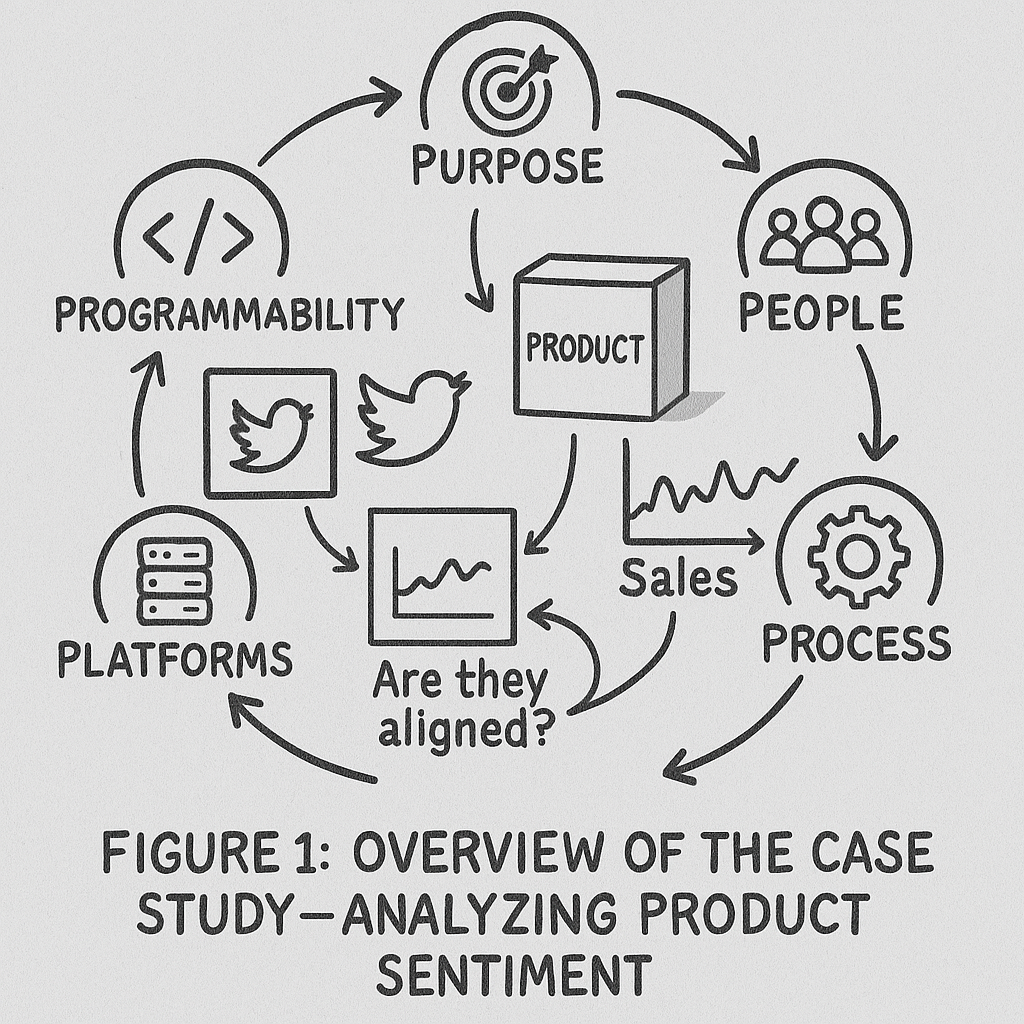 PURPOSE
PROGRAMMABILITY
PEOPLE
PRODUCT
Sales
PLATFORMS
PROCESS
Are they
aligned?
FIGURE 1: OVERVIEW OF THE CASE
STUDY—ANALYZING PRODUCT
SENTIMENT